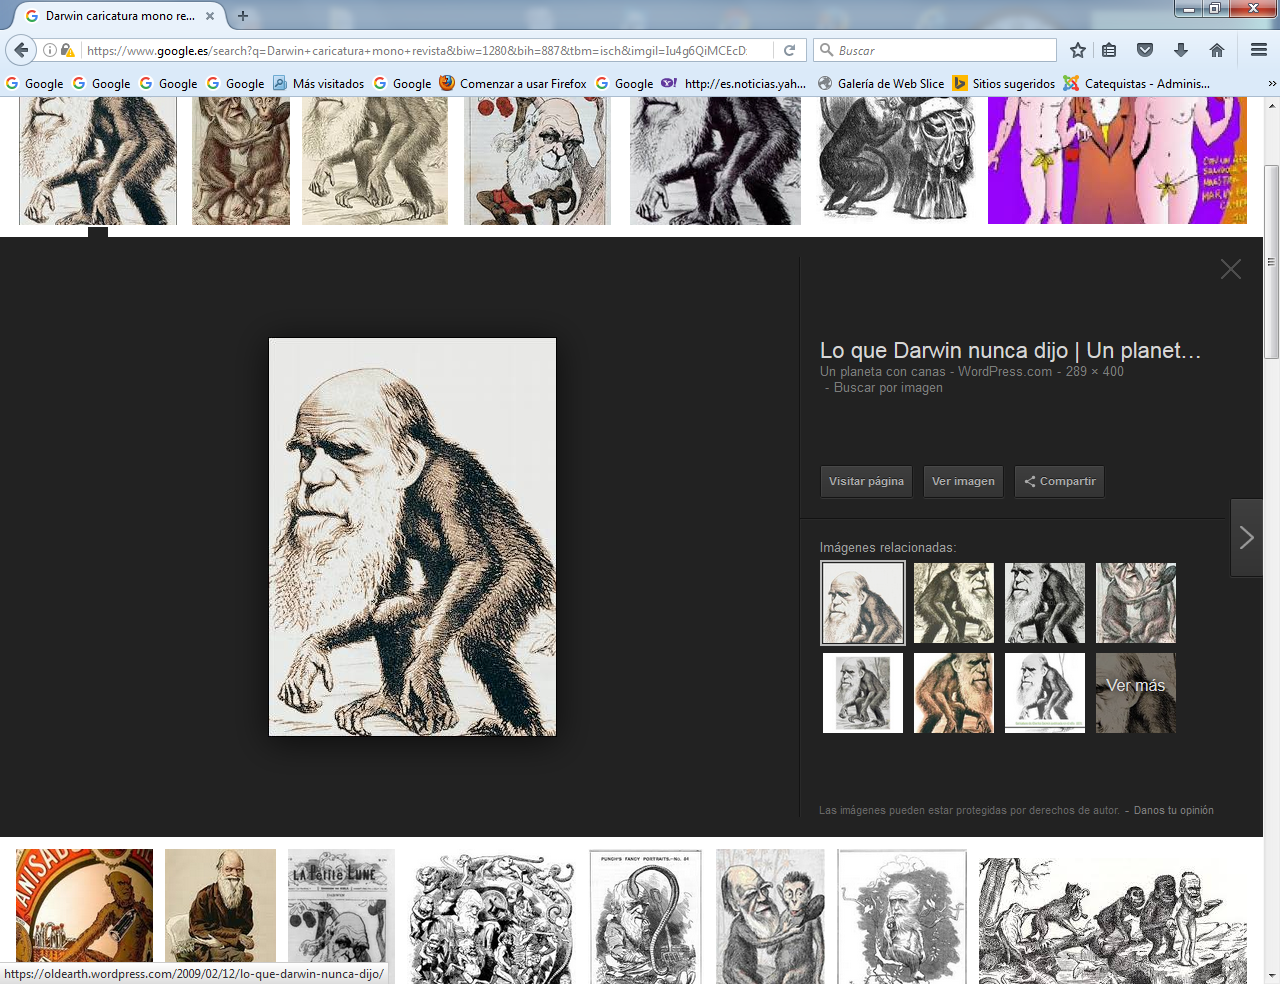 Darwin caricatura mono re...
https://www.google.es/search?q=Darwin+caricatura+mono+revista&biw=1280&bih=887&tbm=isch&imgil=Iu4g6QiMCEcD
Buscar
Google
Google
Google
Google
Más visitados
Google
Comenzar a usar Firefox
Google
http://es.noticias.yah...
Galería de Web Slice
Sitios sugeridos
Catequistas - Adminis...
»
Lo que Darwin nunca dijo | Un planet...
Un planeta con canas - WordPress.com - 289 × 400
- Buscar por imagen
Visitar página
Ver imagen
Compartir
Imágenes relacionadas:
Ver más
Las imágenes pueden estar protegidas por derechos de autor. - Danos tu opinión
LA PETITE LUNE
PUNCH'S FANCY PORTRAITS.—No. 54
https://oldearth.wordpress.com/2009/02/12/lo-que-darwin-nunca-dijo/